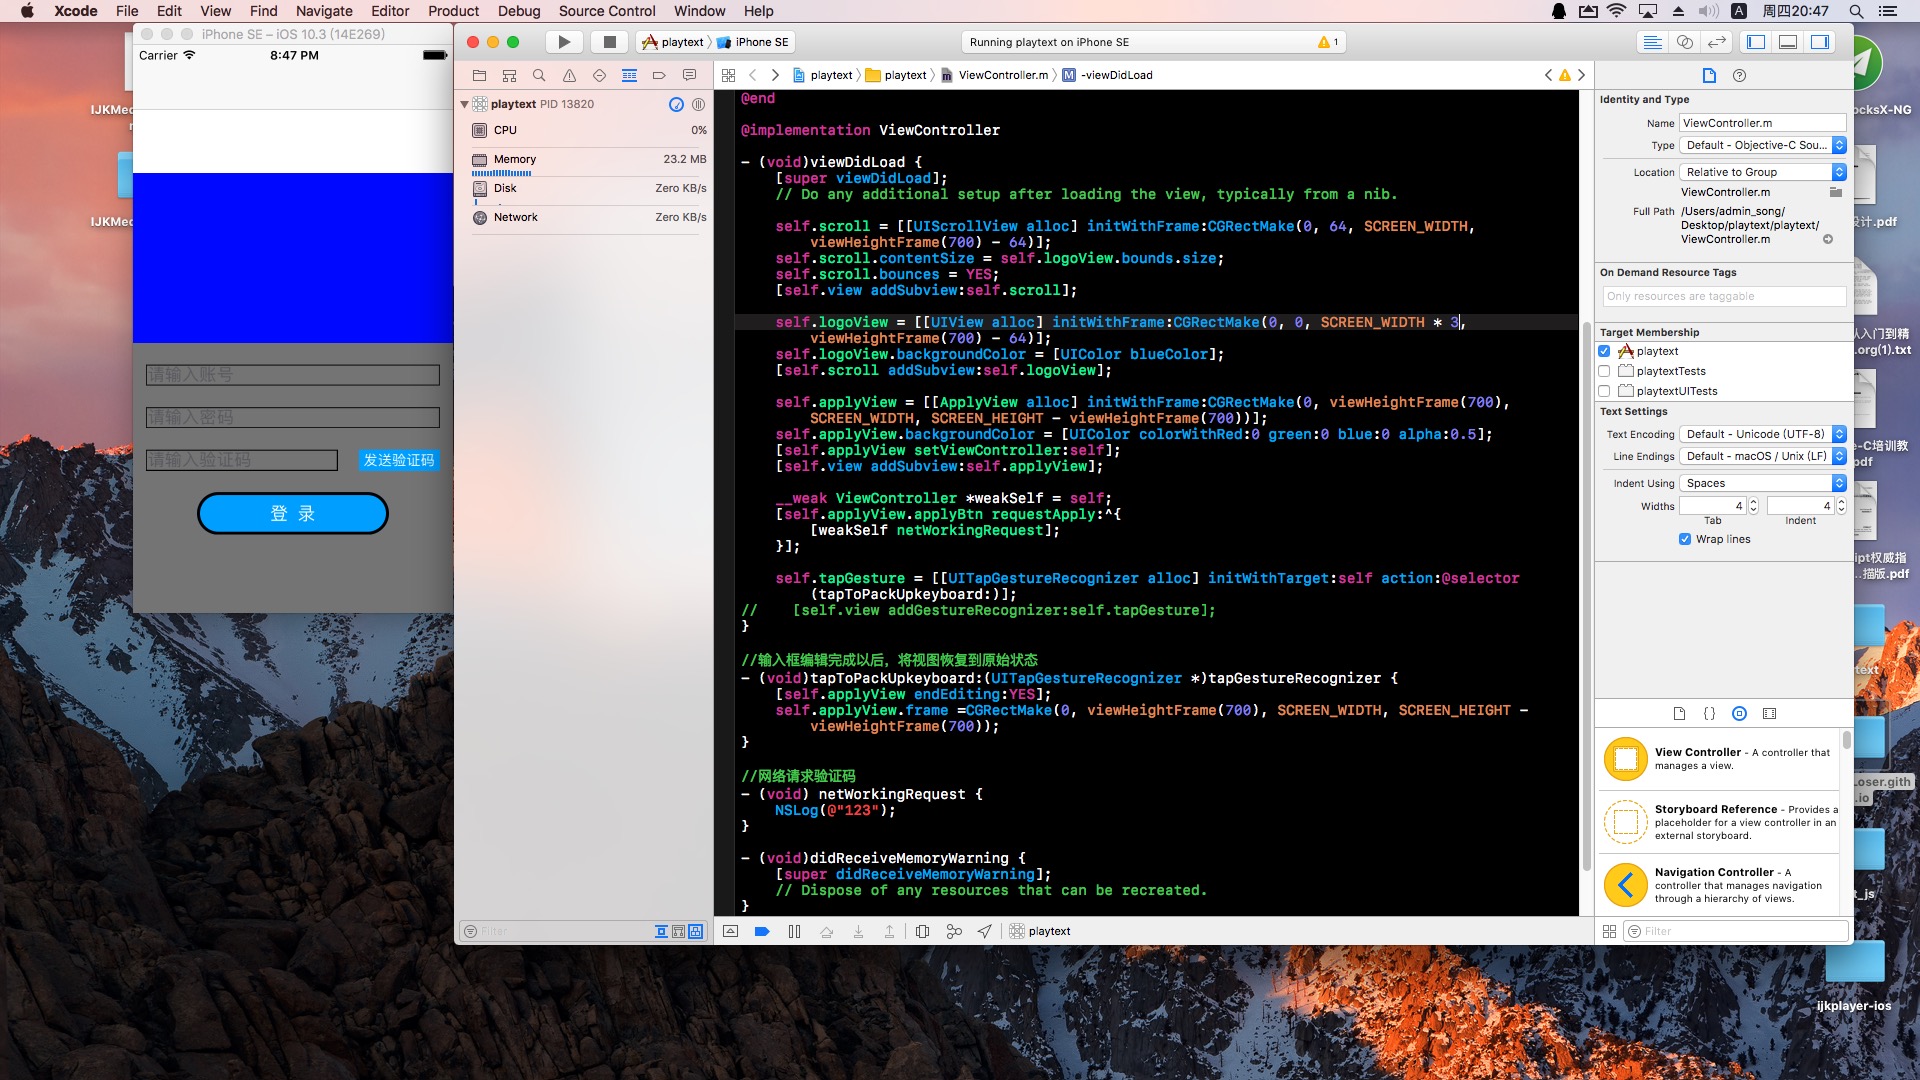 Xcode File Edit View Find Navigate Editor Product Debug Source Control Window Help
A 周四20:47
iPhone SE – iOS 10.3 (14E269)
Carrier 8:47 PM
请输入账号
请输入密码
请输入验证码 发送验证码
登 录
IJKMec
IJKMec
playtext iPhone SE
Running playtext on iPhone SE
1
playtext playtext ViewController.m M -viewDidLoad
playtext PID 13820
CPU 0%
Memory 23.2 MB
Disk Zero KB/s
Network Zero KB/s
Filter
@end
@implementation ViewController
- (void)viewDidLoad {
[super viewDidLoad];
// Do any additional setup after loading the view, typically from a nib.
self.scroll = [[UIScrollView alloc] initWithFrame:CGRectMake(0, 64, SCREEN_WIDTH,
viewHeightFrame(700) - 64)];
self.scroll.contentSize = self.logoView.bounds.size;
self.scroll.bounces = YES;
[self.view addSubview:self.scroll];
self.logoView = [[UIView alloc] initWithFrame:CGRectMake(0, 0, SCREEN_WIDTH * 3,
viewHeightFrame(700) - 64)];
self.logoView.backgroundColor = [UIColor blueColor];
[self.scroll addSubview:self.logoView];
self.applyView = [[ApplyView alloc] initWithFrame:CGRectMake(0, viewHeightFrame(700),
SCREEN_WIDTH, SCREEN_HEIGHT - viewHeightFrame(700))];
self.applyView.backgroundColor = [UIColor colorWithRed:0 green:0 blue:0 alpha:0.5];
[self.applyView setViewController:self];
[self.view addSubview:self.applyView];
__weak ViewController *weakSelf = self;
[self.applyView.applyBtn requestApply:^{
[weakSelf netWorkingRequest];
}];
self.tapGesture = [[UITapGestureRecognizer alloc] initWithTarget:self action:@selector
(tapToPackUpkeyboard:)];
// [self.view addGestureRecognizer:self.tapGesture];
}
//输入框编辑完成以后，将视图恢复到原始状态
- (void)tapToPackUpkeyboard:(UITapGestureRecognizer *)tapGestureRecognizer {
[self.applyView endEditing:YES];
self.applyView.frame =CGRectMake(0, viewHeightFrame(700), SCREEN_WIDTH, SCREEN_HEIGHT -
viewHeightFrame(700));
}
//网络请求验证码
- (void) netWorkingRequest {
NSLog(@"123");
}
- (void)didReceiveMemoryWarning {
[super didReceiveMemoryWarning];
// Dispose of any resources that can be recreated.
}
playtext
Identity and Type
Name ViewController.m
Type Default - Objective-C Sou...
Location Relative to Group
ViewController.m
Full Path /Users/admin_song/
Desktop/playtext/playtext/
ViewController.m
On Demand Resource Tags
Only resources are taggable
Target Membership
playtext
playtextTests
playtextUITests
Text Settings
Text Encoding Default - Unicode (UTF-8)
Line Endings Default - macOS / Unix (LF)
Indent Using Spaces
Widths 4 4
Tab Indent
Wrap lines
{}
View Controller - A controller that
manages a view.
Storyboard Reference - Provides a
placeholder for a view controller in an
external storyboard.
Navigation Controller - A
controller that manages navigation
through a hierarchy of views.
Filter
ocksX-NG
设计.pdf
从入门到精
.org(1).txt
e-C培训教
pdf
ipt权威指
...描版.pdf
text
Loser.gith
.io
t_js
ijkplayer-ios